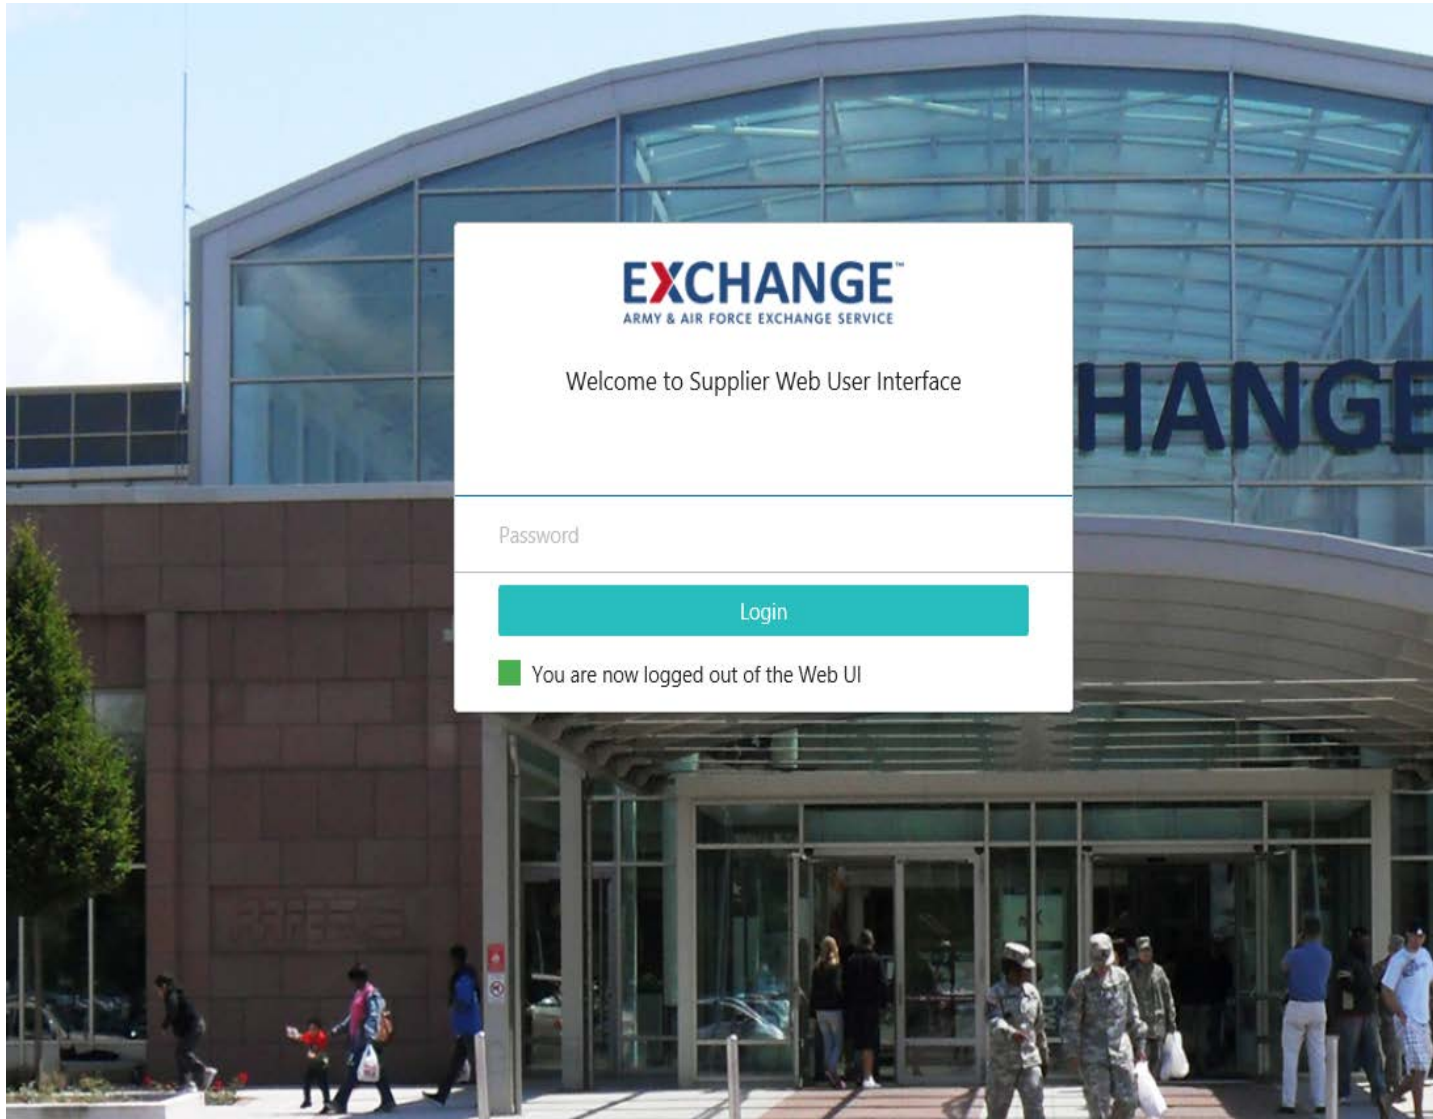 EXCHANGE™
ARMY & AIR FORCE EXCHANGE SERVICE
Welcome to Supplier Web User Interface
HANGE
Password
Login
You are now logged out of the Web UI